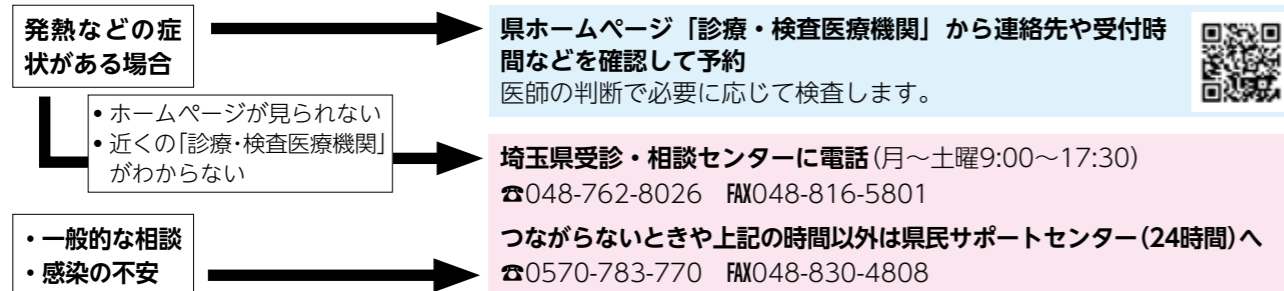 発熱などの症
状がある場合
県ホームページ「診療・検査医療機関」から連絡先や受付時
間などを確認して予約
医師の判断で必要に応じて検査します。
• ホームページが見られない
• 近くの「診療・検査医療機関」
がわからない
埼玉県受診・相談センターに電話(月〜土曜9:00〜17:30)
☎048-762-8026 FAX048-816-5801
・一般的な相談
・感染の不安
つながらないときや上記の時間以外は県民サポートセンター(24時間)へ
☎0570-783-770 FAX048-830-4808